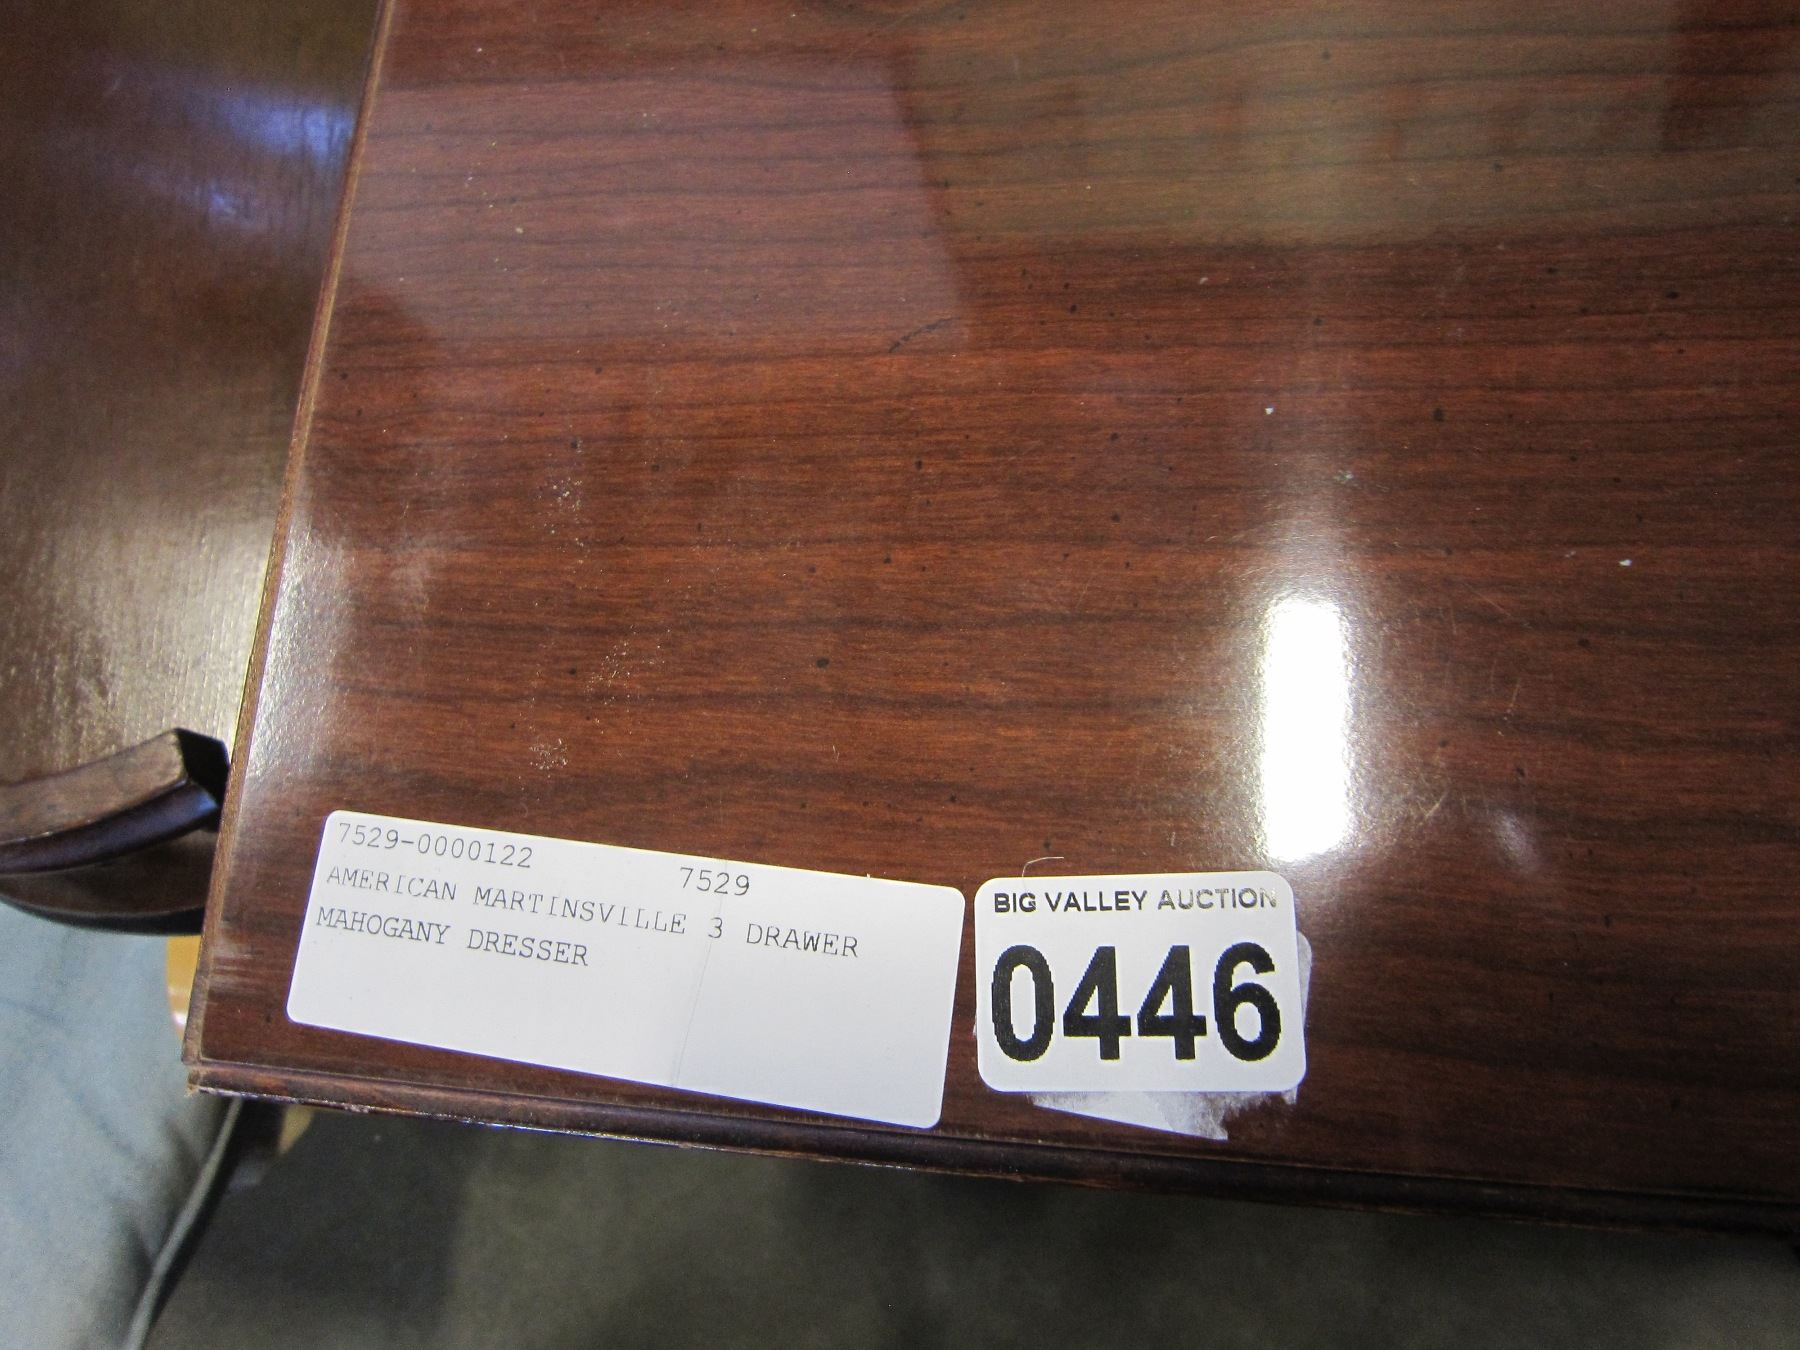 7529-0000122 7529
AMERICAN MARTINSVILLE 3 DRAWER
MAHOGANY DRESSER
BIG VALLEY AUCTION
0446